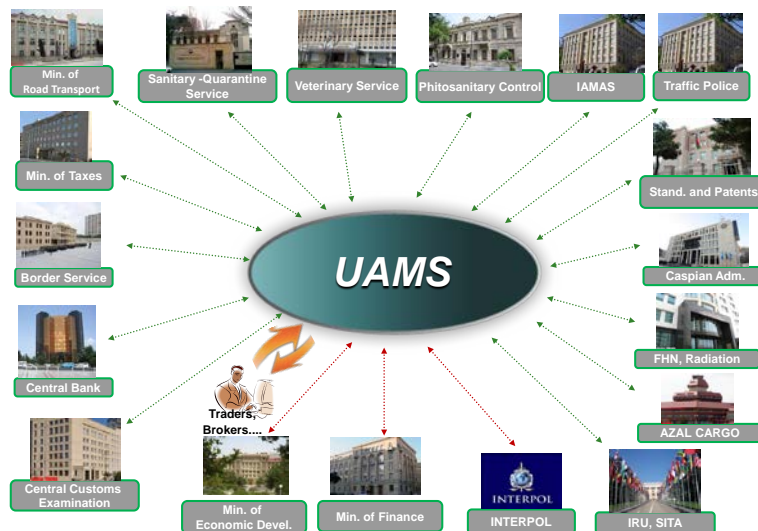 Min. of
Road Transport
Sanitary -Quarantine
Service
Veterinary Service
Phitosanitary Control
IAMAS
Traffic Police
Min. of Taxes
Stand. and Patents
UAMS
Border Service
Caspian Adm.
Central Bank
FHN, Radiation
Traders,
Brokers....
AZAL CARGO
Central Customs
Examination
Min. of
Economic Devel.
Min. of Finance
INTERPOL
INTERPOL
IRU, SITA